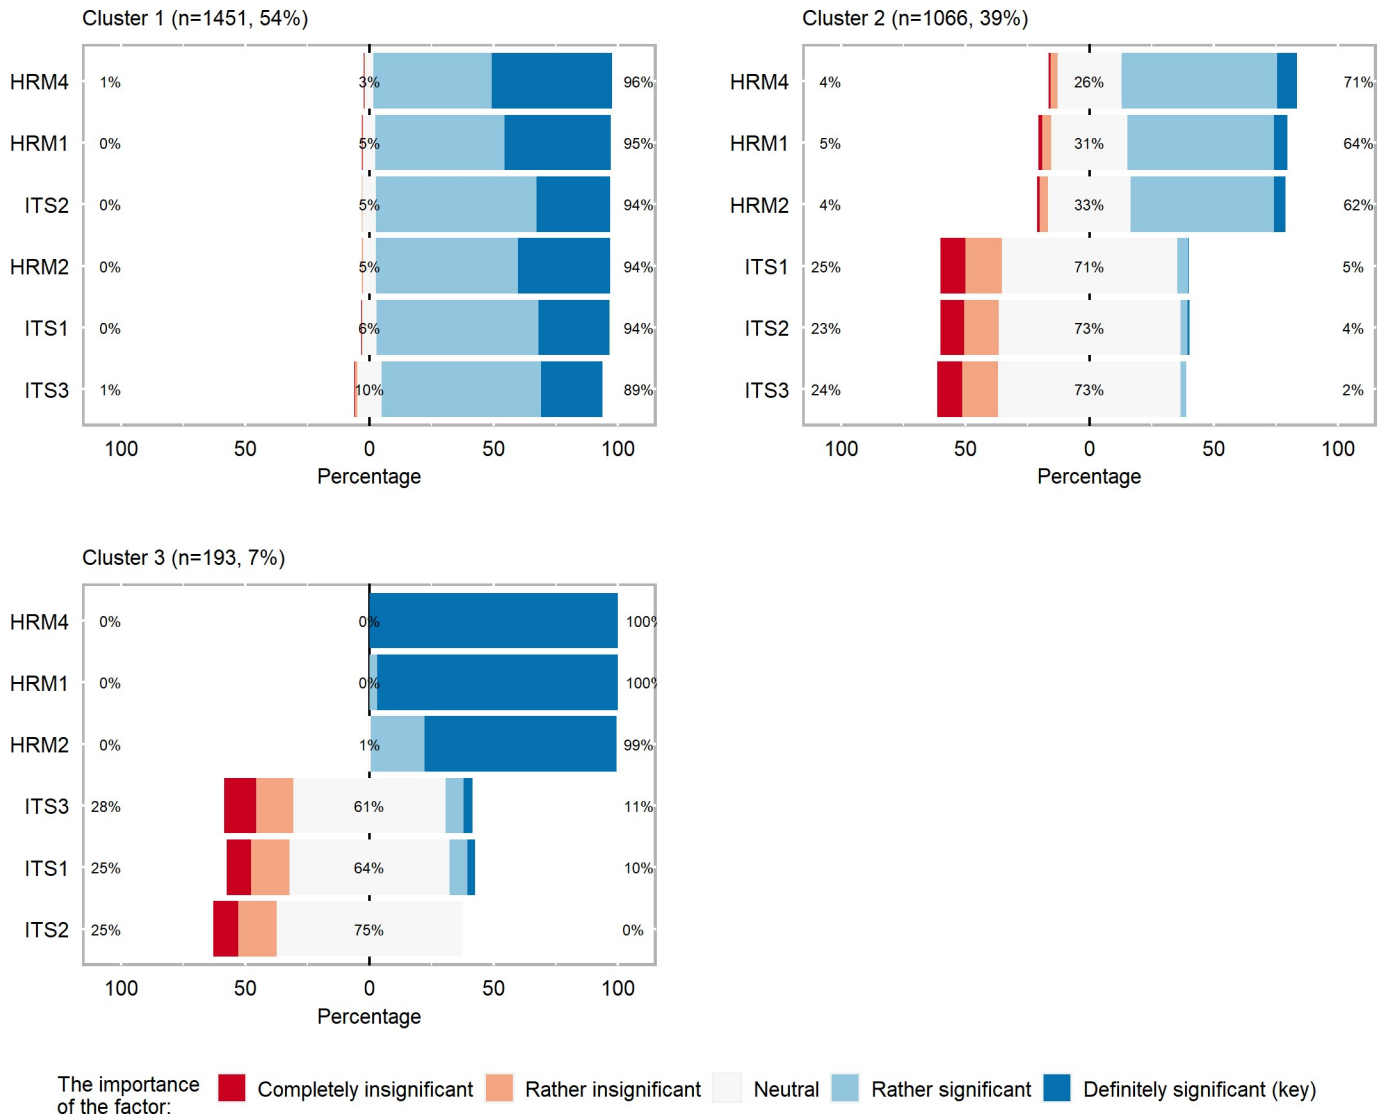 Cluster 1 (n=1451, 54%)
HRM4 1% 3% 96%
HRM1 0% 5% 95%
ITS2 0% 5% 94%
HRM2 0% 5% 94%
ITS1 0% 6% 94%
ITS3 1% 10% 89%
100 50 0 50 100
Percentage
Cluster 2 (n=1066, 39%)
HRM4 4% 26% 71%
HRM1 5% 31% 64%
HRM2 4% 33% 62%
ITS1 25% 71% 5%
ITS2 23% 73% 4%
ITS3 24% 73% 2%
100 50 0 50 100
Percentage
Cluster 3 (n=193, 7%)
HRM4 0% 0% 100%
HRM1 0% 0% 100%
HRM2 0% 1% 99%
ITS3 28% 61% 11%
ITS1 25% 64% 10%
ITS2 25% 75% 0%
100 50 0 50 100
Percentage
The importance
of the factor:
Completely insignificant Rather insignificant Neutral Rather significant Definitely significant (key)